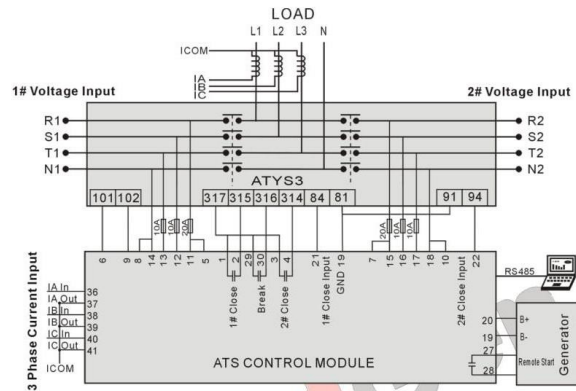 LOAD
L1 L2 L3 N
ICOM
IA
IB
IC
1# Voltage Input
2# Voltage Input
R1
R2
S1
S2
T1
T2
N1
N2
ATYS3
101 102 317 315 316 314 84 81 91 94
10A 10A 20A
20A 10A 10A
6 9 8 14 13 12 11 5 1 2 29 30 3 4 21 19 7 15 16 17 18 10 22
1# Close
Break
2# Close
1# Close Input
GND
2# Close Input
RS485
3 Phase Current Input
IA In 36
IA Out 37
IB In 38
IB Out 39
IC In 40
IC Out 41
ICOM
ATS CONTROL MODULE
20 B+
19 B-
27 Remote Start
28
Generator